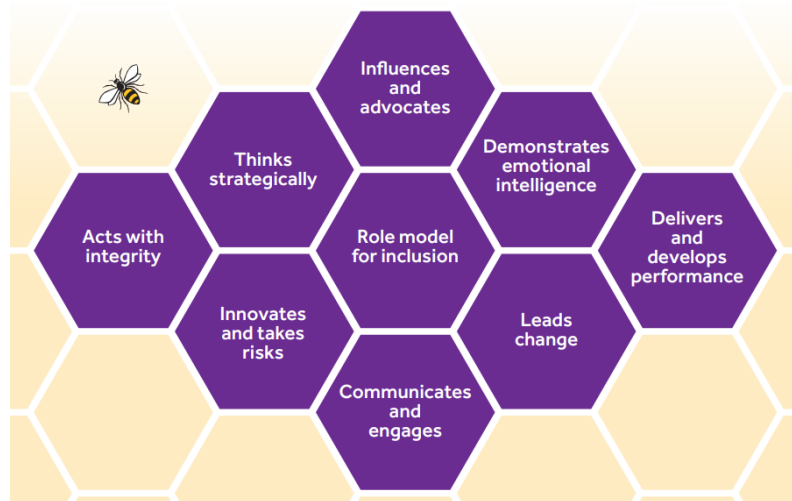 Influences
and
advocates
Thinks
strategically
Demonstrates
emotional
intelligence
Acts with
integrity
Role model
for inclusion
Delivers
and
develops
performance
Innovates
and takes
risks
Leads
change
Communicates
and
engages